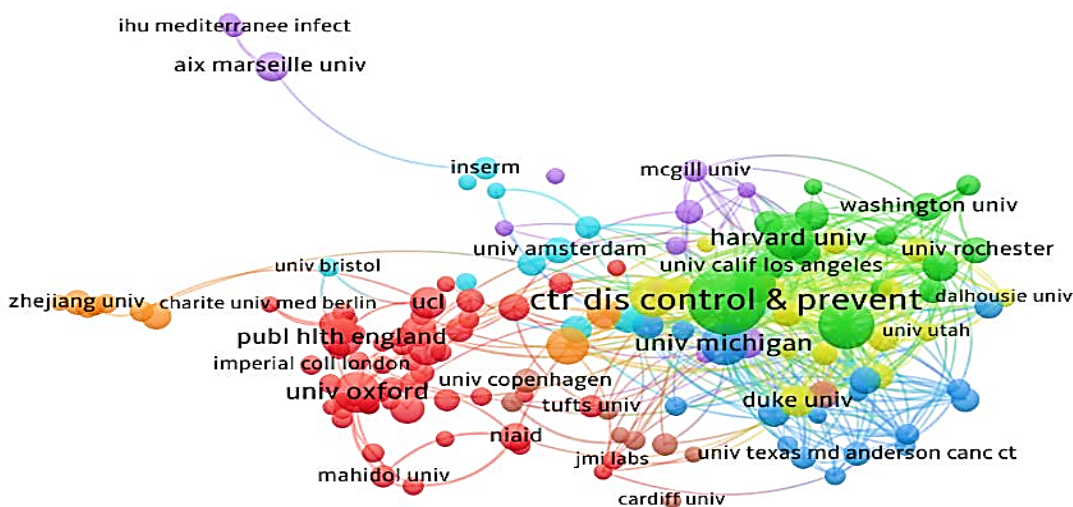 ihu mediterranee infect
aix marseille univ
inserm
mcgill univ
washington univ
harvard univ
univ amsterdam
univ rochester
univ bristol
univ calif los angeles
zhejiang univ
charite univ med berlin
ucl
ctr dis control & prevent
dalhousie univ
publ hlth england
univ michigan
univ utah
imperial coll london
univ copenhagen
univ oxford
tufts univ
duke univ
niaid
jmi labs
univ texas md anderson canc ct
mahidol univ
cardiff univ